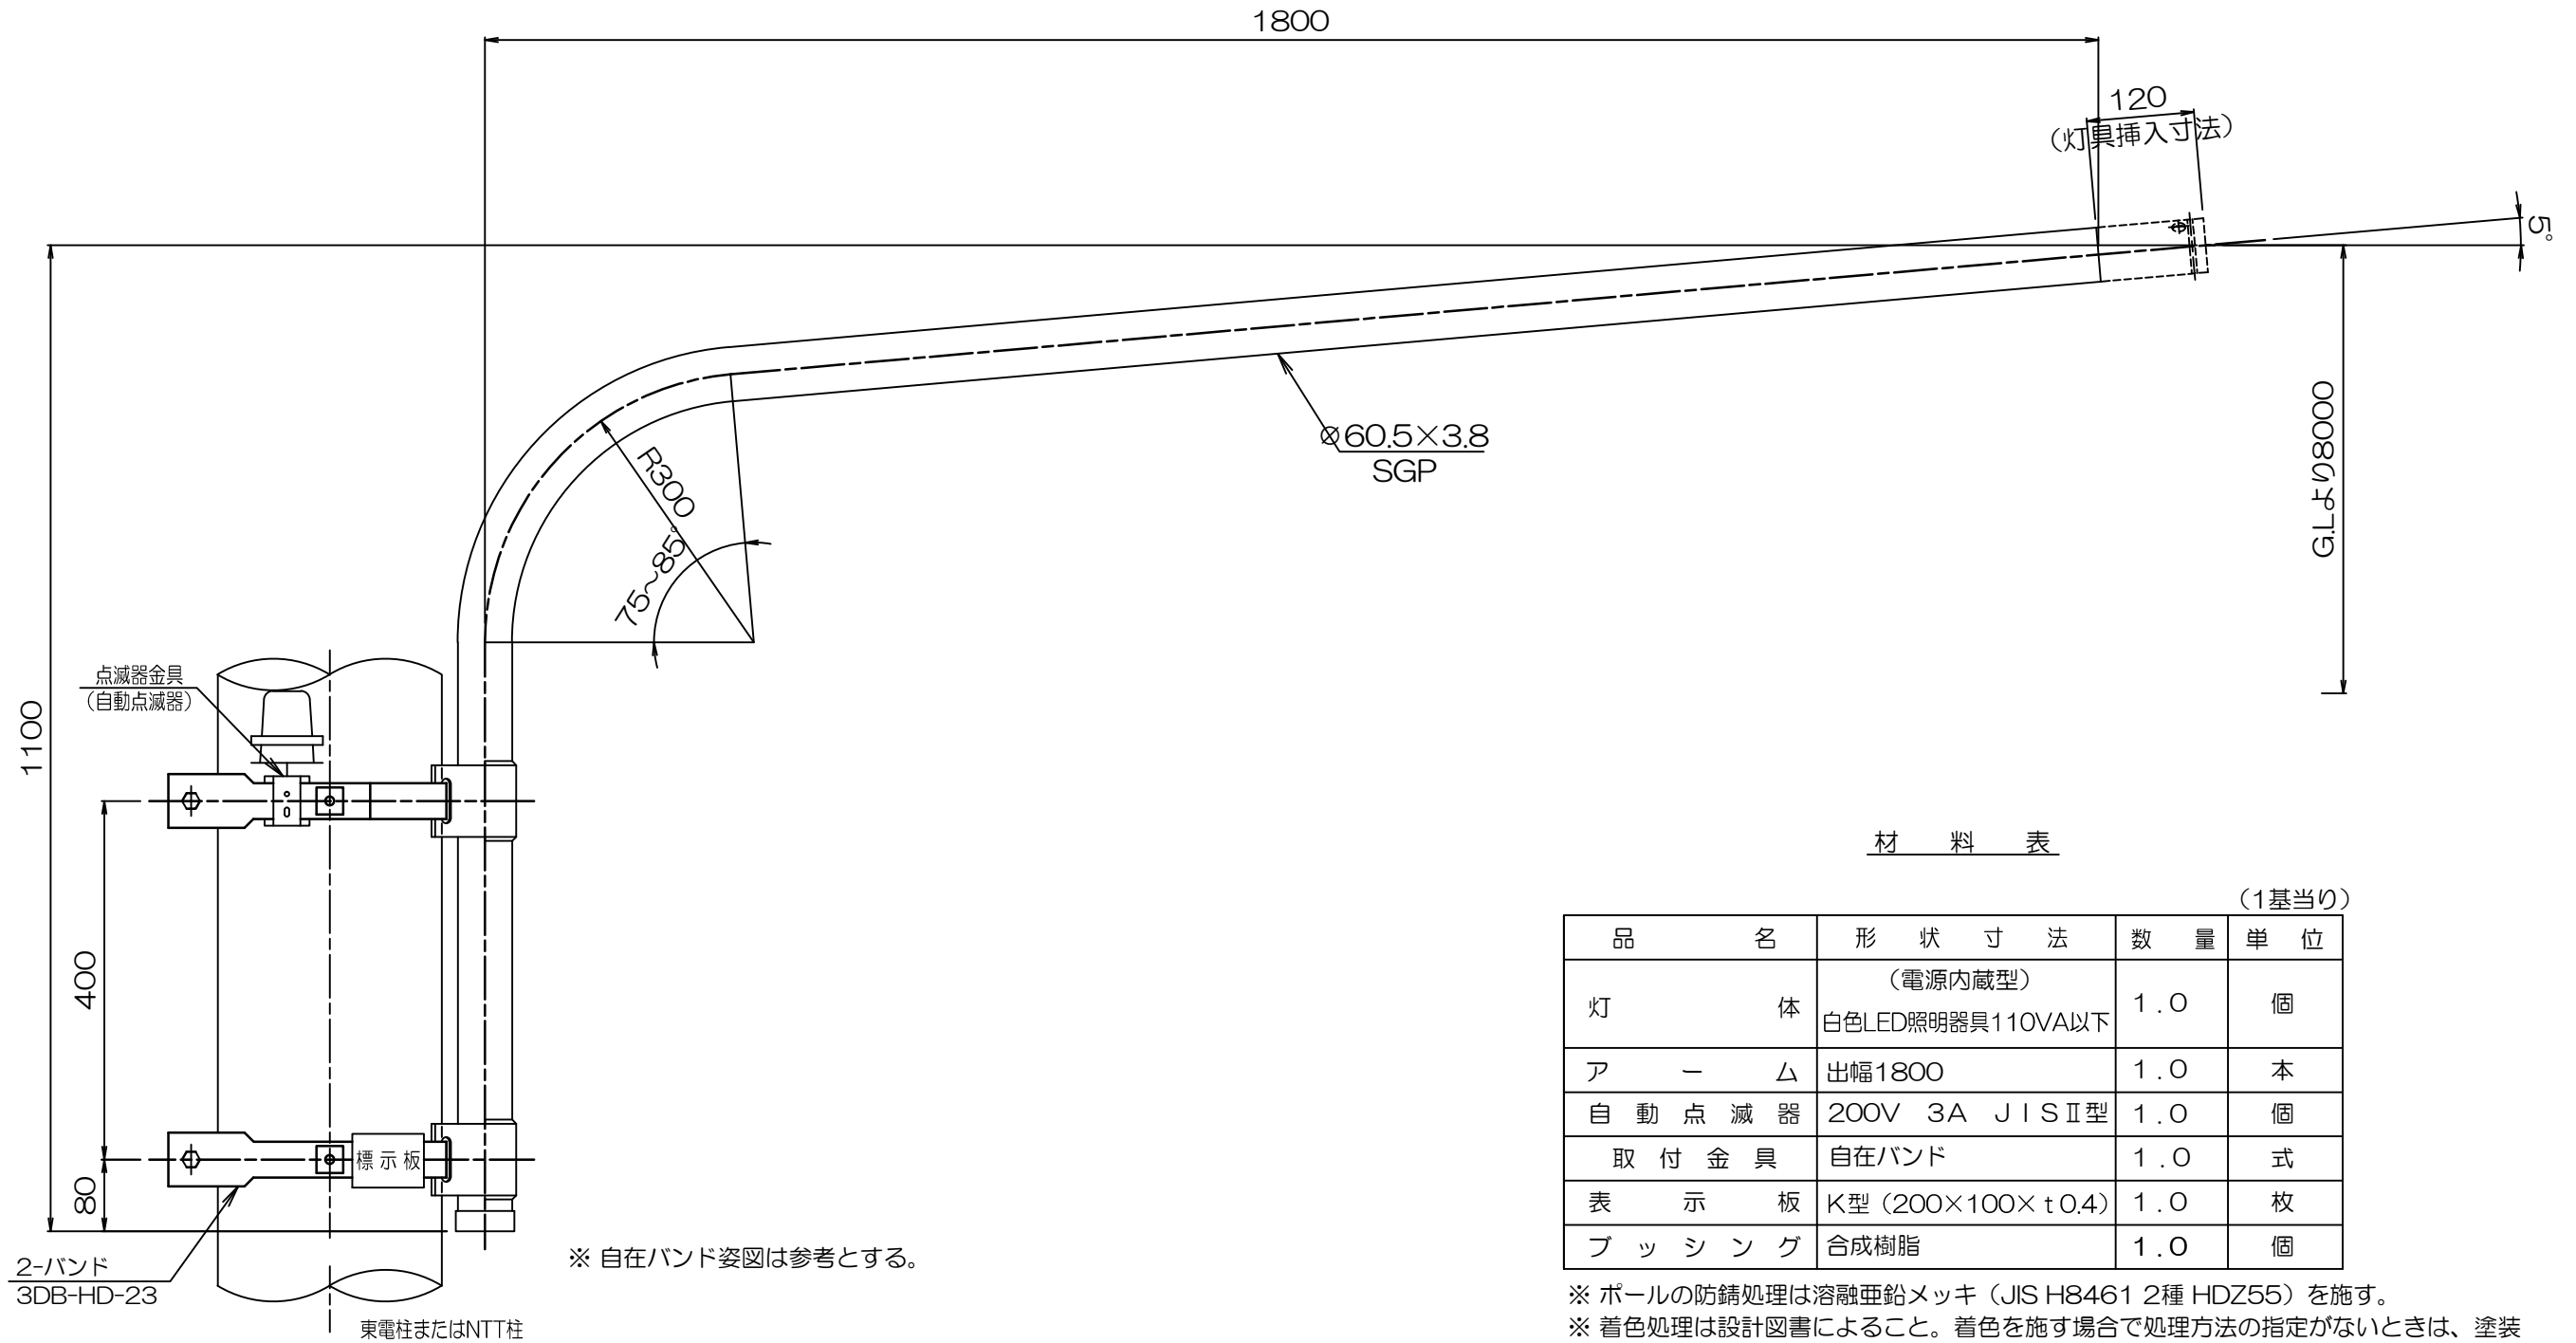 1800
120
（灯具挿入寸法）
5°
1100
R300
75～85°
∅60.5×3.8
SGP
G.Lより8000
点滅器金具
（自動点滅器）
400
80
標示板
2-バンド
3DB-HD-23
東電柱またはNTT柱
※ 自在バンド姿図は参考とする。
材 料 表
（1基当り）
品 名 形 状 寸 法 数 量 単 位
灯 体 （電源内蔵型） 1.0 個
白色LED照明器具110VA以下
ア ー ム 出幅1800 1.0 本
自 動 点 滅 器 200V 3A JISⅡ型 1.0 個
取 付 金 具 自在バンド 1.0 式
表 示 板 K型（200×100×t0.4） 1.0 枚
ブ ッ シ ン グ 合成樹脂 1.0 個
※ ポールの防錆処理は溶融亜鉛メッキ（JIS H8461 2種 HDZ55）を施す。
※ 着色処理は設計図書によること。着色を施す場合で処理方法の指定がないときは、塗装